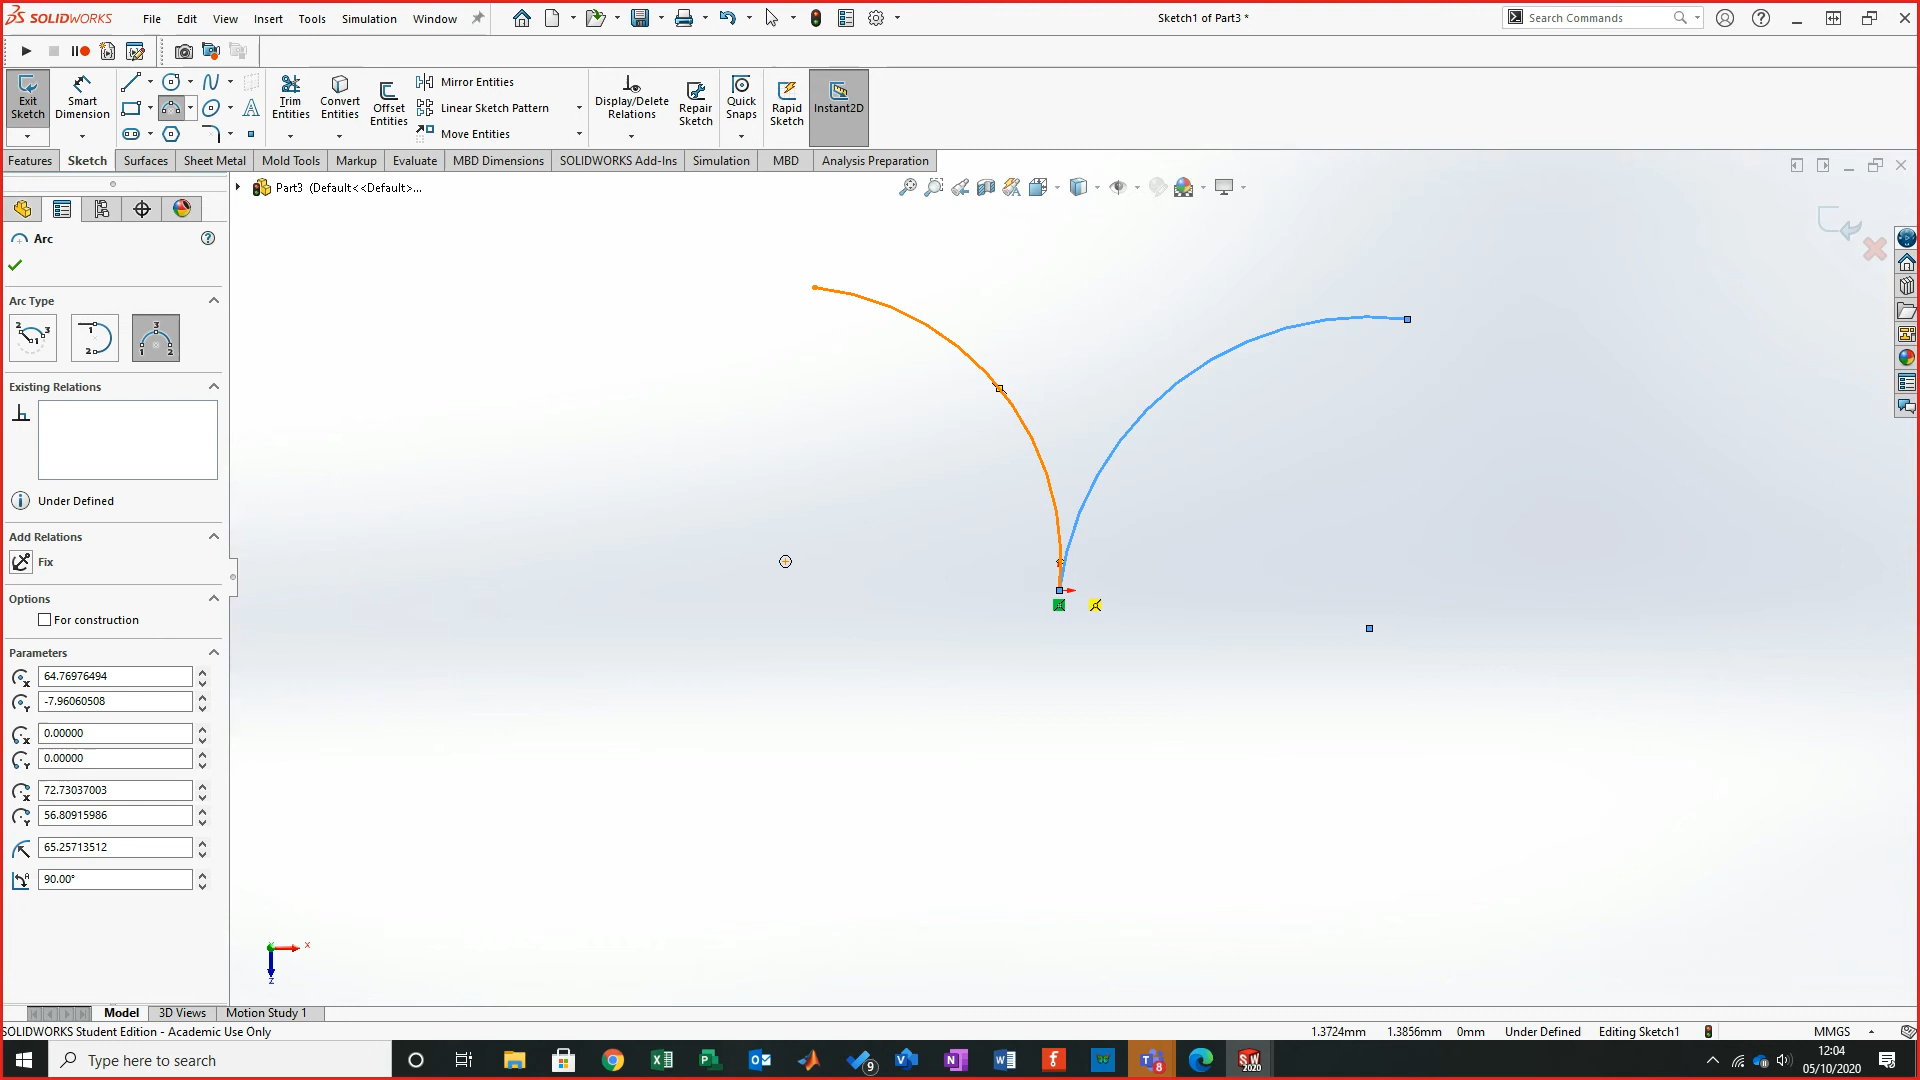 SOLIDWORKS File Edit View Insert Tools Simulation Window Sketch1 of Part3 * Search Commands
Exit Sketch
Smart Dimension
Trim Entities
Convert Entities
Offset Entities
Mirror Entities
Linear Sketch Pattern
Move Entities
Display/Delete Relations
Repair Sketch
Quick Snaps
Rapid Sketch
Instant2D
Features Sketch Surfaces Sheet Metal Mold Tools Markup Evaluate MBD Dimensions SOLIDWORKS Add-Ins Simulation MBD Analysis Preparation
Part3 (Default<<Default>...
Arc
Arc Type
Existing Relations
Under Defined
Add Relations
Fix
Options
For construction
Parameters
64.76976494
-7.96060508
0.00000
0.00000
72.73037003
56.80915986
65.25713512
90.00°
x
z
Model 3D Views Motion Study 1
SOLIDWORKS Student Edition - Academic Use Only 1.3724mm 1.3856mm 0mm Under Defined Editing Sketch1 MMGS
Type here to search
9
8
SW 2020
12:04
05/10/2020